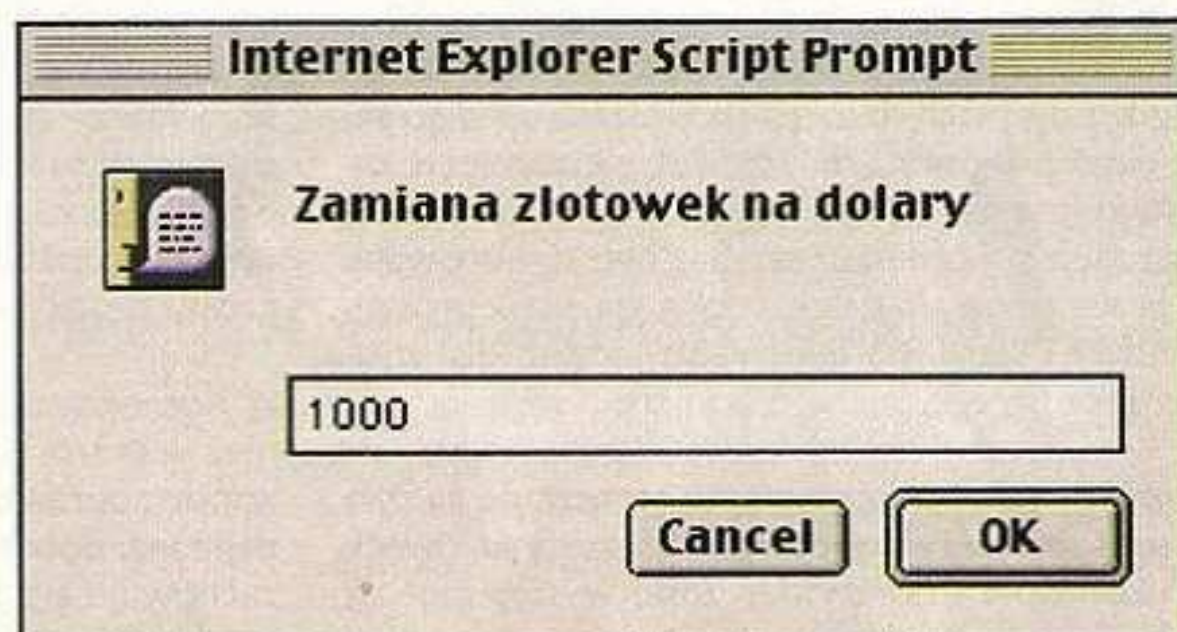 Internet Explorer Script Prompt
Zamiana zlotowek na dolary
1000
Cancel
OK